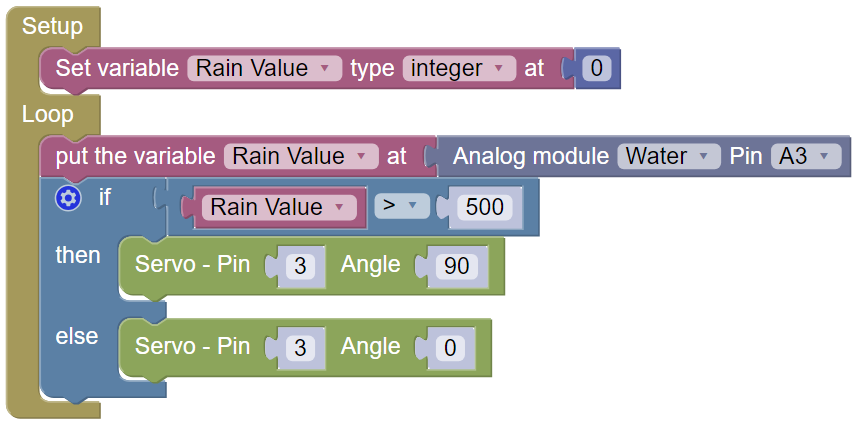 Setup
Set variable Rain Value type integer at 0
Loop
put the variable Rain Value at Analog module Water Pin A3
if Rain Value > 500
then Servo - Pin 3 Angle 90
else Servo - Pin 3 Angle 0